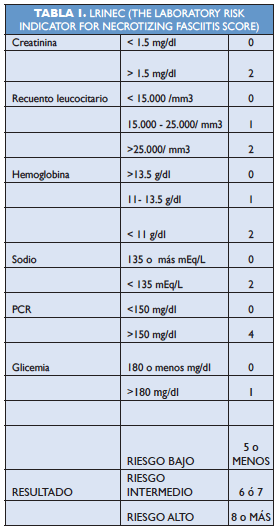 TABLA 1. LRINEC (THE LABORATORY RISK
INDICATOR FOR NECROTIZING FASCIITIS SCORE)
Creatinina < 1.5 mg/dl 0
> 1.5 mg/dl 2
Recuento leucocitario < 15.000 /mm3 0
15.000 - 25.000/ mm3 1
>25.000/ mm3 2
Hemoglobina >13.5 g/dl 0
11- 13.5 g/dl 1
< 11 g/dl 2
Sodio 135 o más mEq/L 0
< 135 mEq/L 2
PCR <150 mg/dl 0
>150 mg/dl 4
Glicemia 180 o menos mg/dl 0
>180 mg/dl 1
5 o
RIESGO BAJO MENOS
RIESGO
RESULTADO INTERMEDIO 6 ó 7
RIESGO ALTO 8 o MÁS